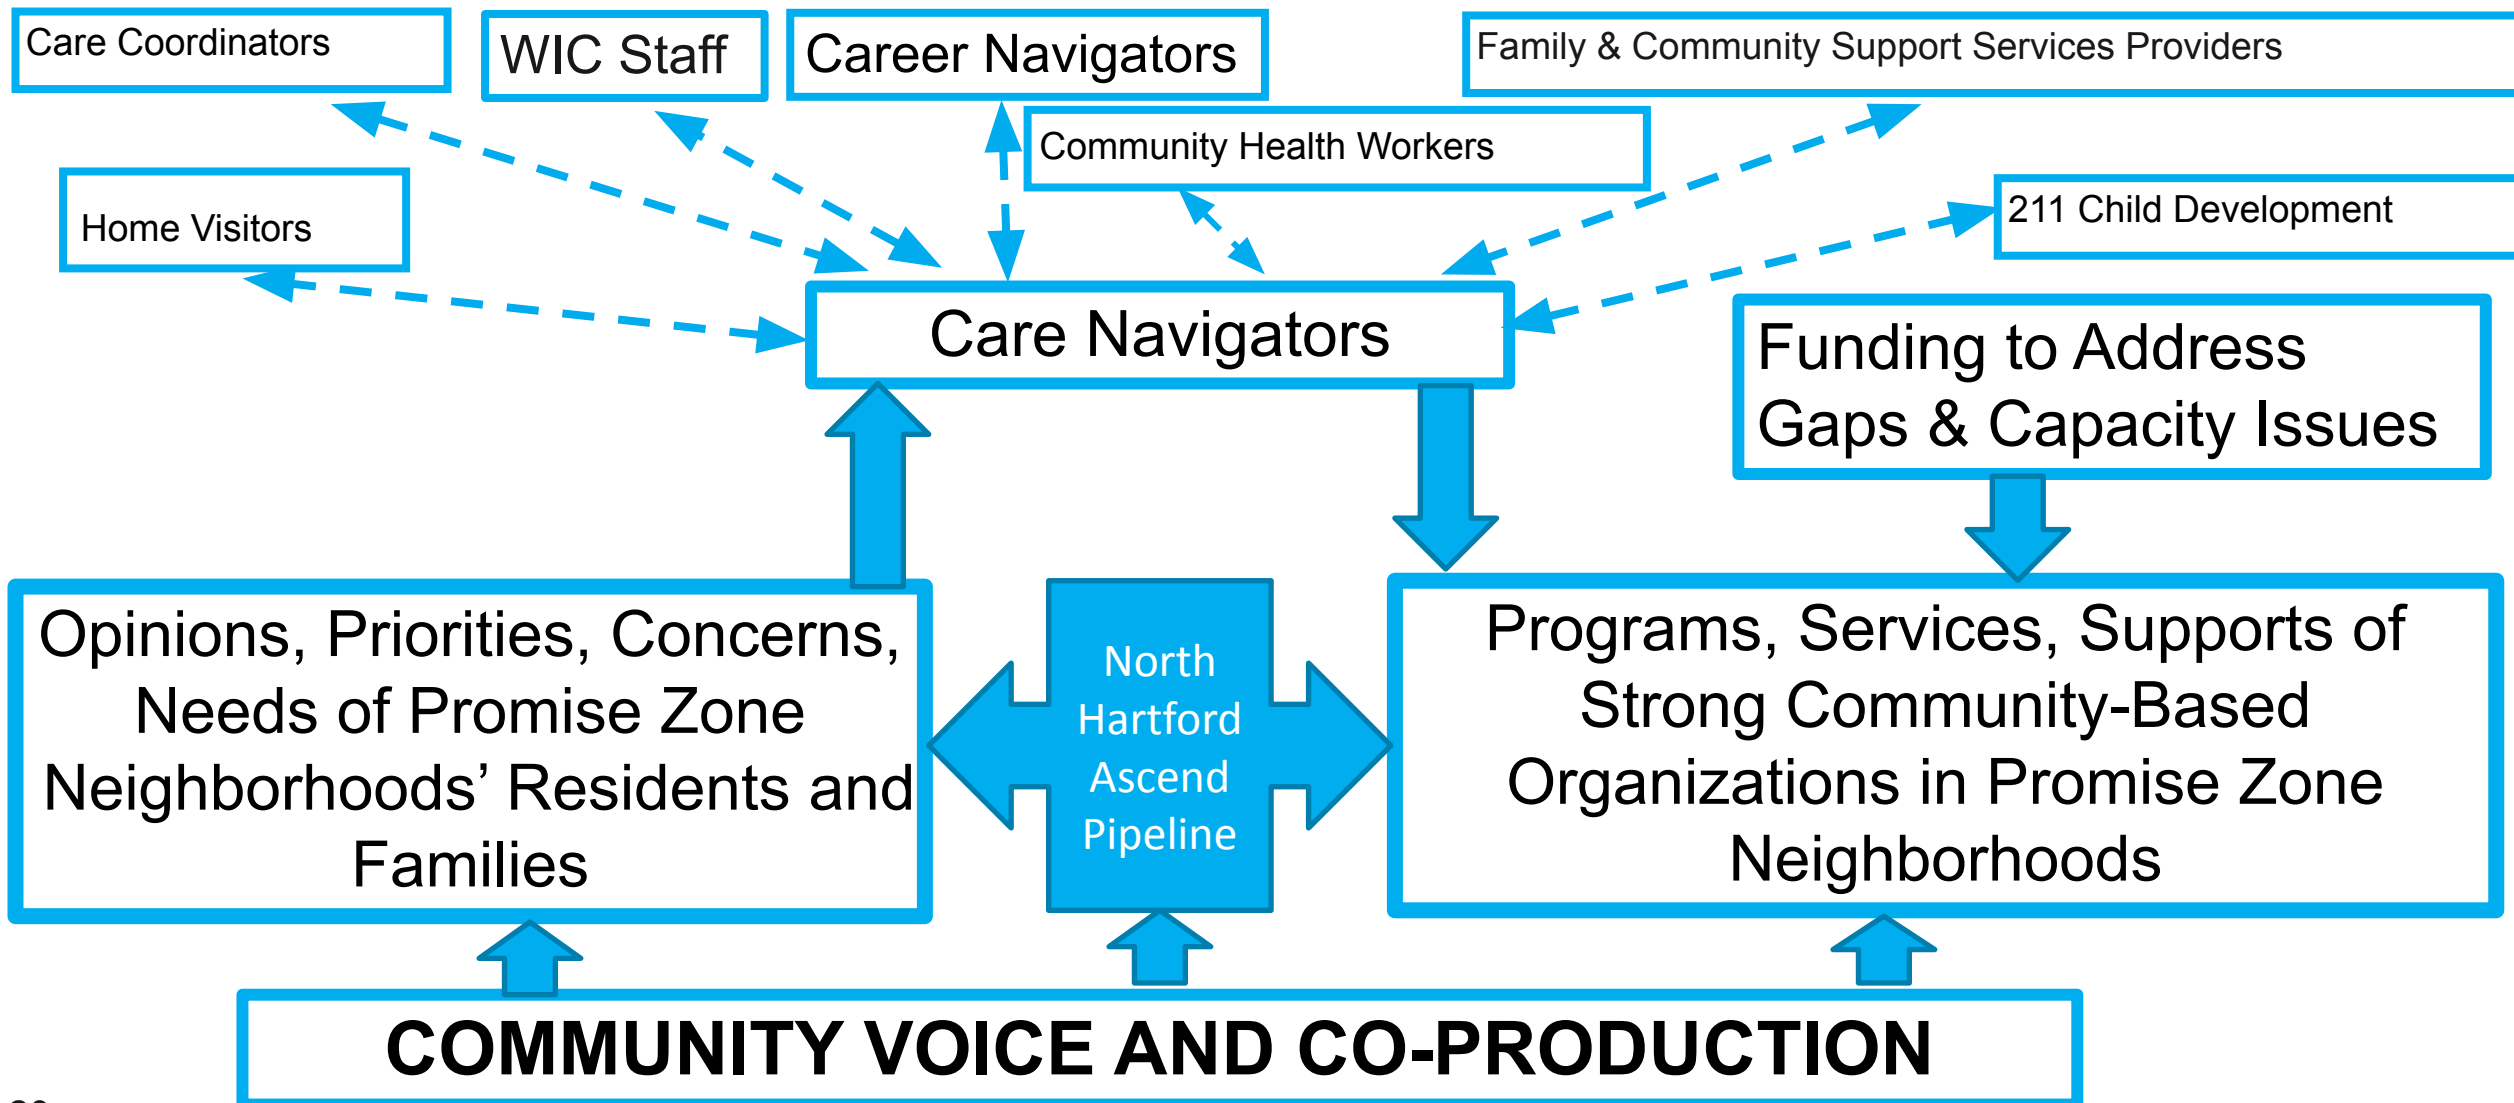 Care Coordinators
WIC Staff
Career Navigators
Family & Community Support Services Providers
Community Health Workers
Home Visitors
211 Child Development
Care Navigators
Funding to Address
Gaps & Capacity Issues
Opinions, Priorities, Concerns,
Needs of Promise Zone
Neighborhoods’ Residents and
Families
North
Hartford
Ascend
Pipeline
Programs, Services, Supports of
Strong Community-Based
Organizations in Promise Zone
Neighborhoods
COMMUNITY VOICE AND CO-PRODUCTION